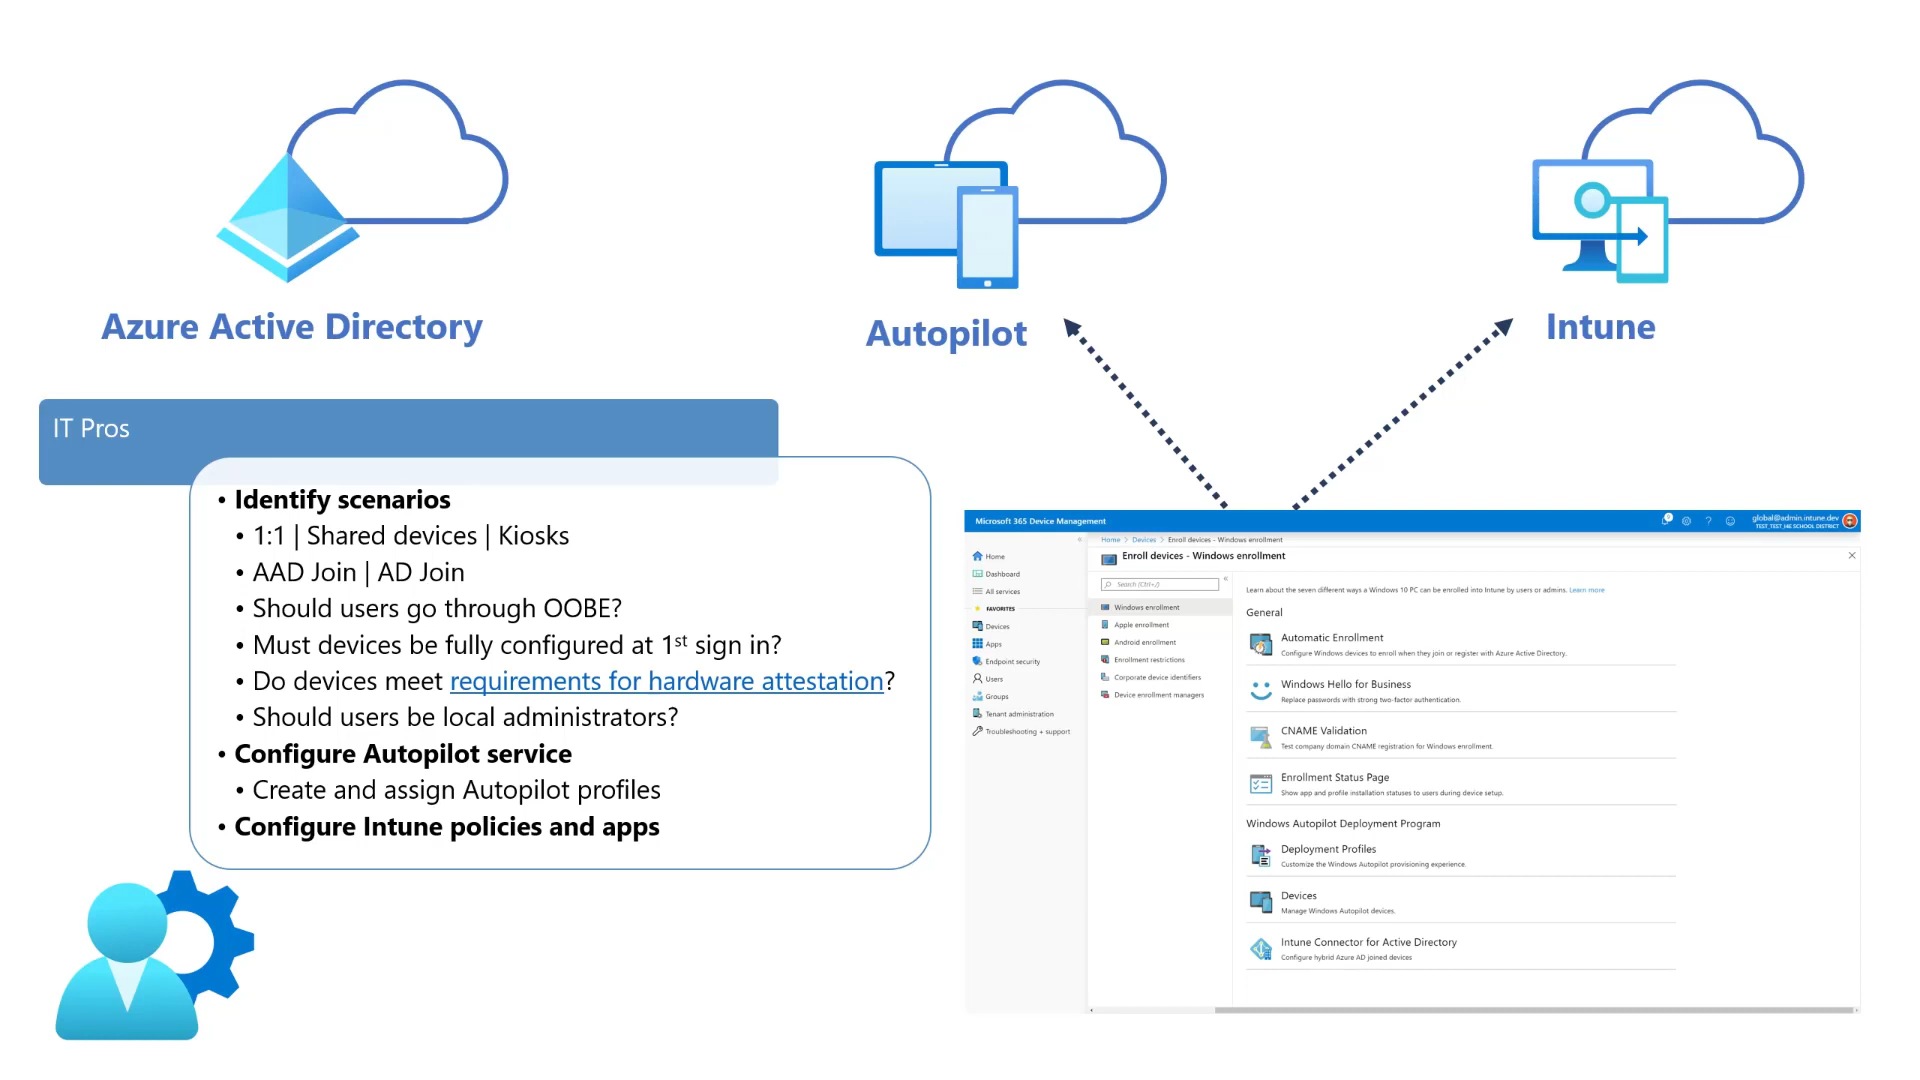 Azure Active Directory
Autopilot
Intune
IT Pros
• Identify scenarios
• 1:1 | Shared devices | Kiosks
• AAD Join | AD Join
• Should users go through OOBE?
• Must devices be fully configured at 1st sign in?
• Do devices meet requirements for hardware attestation?
• Should users be local administrators?
• Configure Autopilot service
• Create and assign Autopilot profiles
• Configure Intune policies and apps
Microsoft 365 Device Management
global@admin.intune.dev
TEST_TEST_I4E SCHOOL DISTRICT
Home
Dashboard
All services
FAVORITES
Devices
Apps
Endpoint security
Users
Groups
Tenant administration
Troubleshooting + support
Home > Devices > Enroll devices - Windows enrollment
Enroll devices - Windows enrollment
Search (Ctrl+/)
Windows enrollment
Apple enrollment
Android enrollment
Enrollment restrictions
Corporate device identifiers
Device enrollment managers
Learn about the seven different ways a Windows 10 PC can be enrolled into Intune by users or admins. Learn more
General
Automatic Enrollment
Configure Windows devices to enroll when they join or register with Azure Active Directory.
Windows Hello for Business
Replace passwords with strong two-factor authentication.
CNAME Validation
Test company domain CNAME registration for Windows enrollment.
Enrollment Status Page
Show app and profile installation statuses to users during device setup.
Windows Autopilot Deployment Program
Deployment Profiles
Customize the Windows Autopilot provisioning experience.
Devices
Manage Windows Autopilot devices.
Intune Connector for Active Directory
Configure hybrid Azure AD joined devices